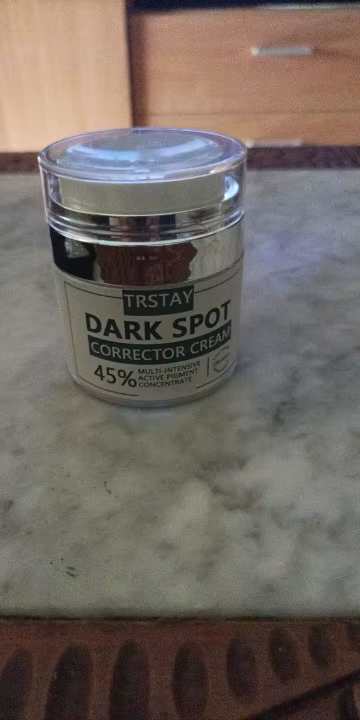 TRSTAY
DARK SPOT
CORRECTOR CREAM
45%
MULTI-INTENSIVE
ACTIVE PIGMENT
CONCENTRATE